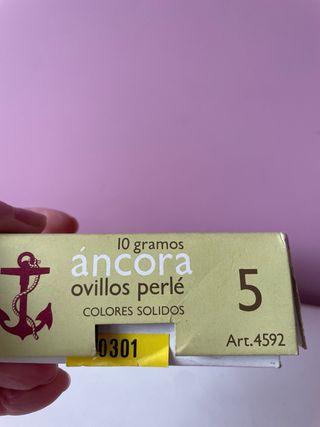 10 gramos
áncora
ovillos perlé
COLORES SOLIDOS
5
Art.4592
0301